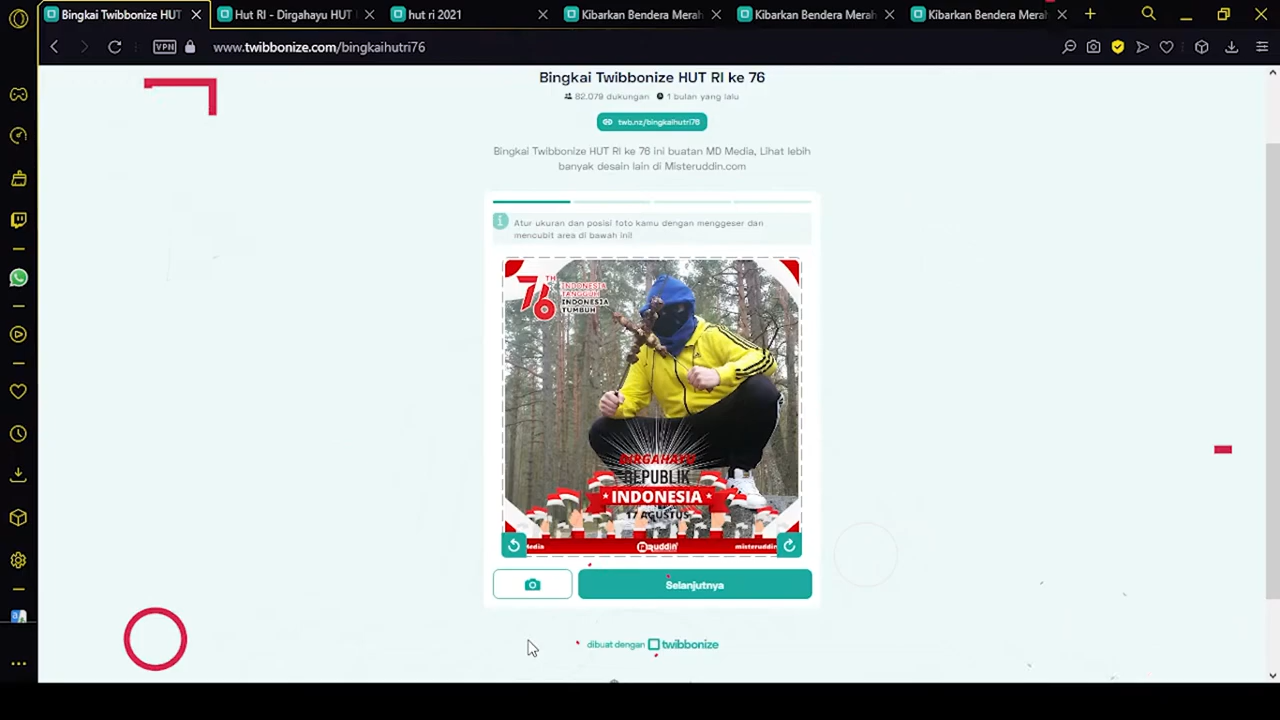 Bingkai Twibbonize HUT
Hut RI - Dirgahayu HUT
hut ri 2021
Kibarkan Bendera Merah
Kibarkan Bendera Merah
Kibarkan Bendera Merah
VPN
www.twibbonize.com/bingkaihutri76
Bingkai Twibbonize HUT RI ke 76
82.079 dukungan 1 bulan yang lalu
twb.nz/bingkaihutri76
Bingkai Twibbonize HUT RI ke 76 ini buatan MD Media, Lihat lebih
banyak desain lain di Misteruddin.com
Atur ukuran dan posisi foto kamu dengan menggeser dan
mencubit area di bawah ini!
76TH
INDONESIA
TANGGUH
INDONESIA
TUMBUH
DIRGAHAYU
REPUBLIK
INDONESIA
17 AGUSTUS
Selanjutnya
dibuat dengan twibbonize